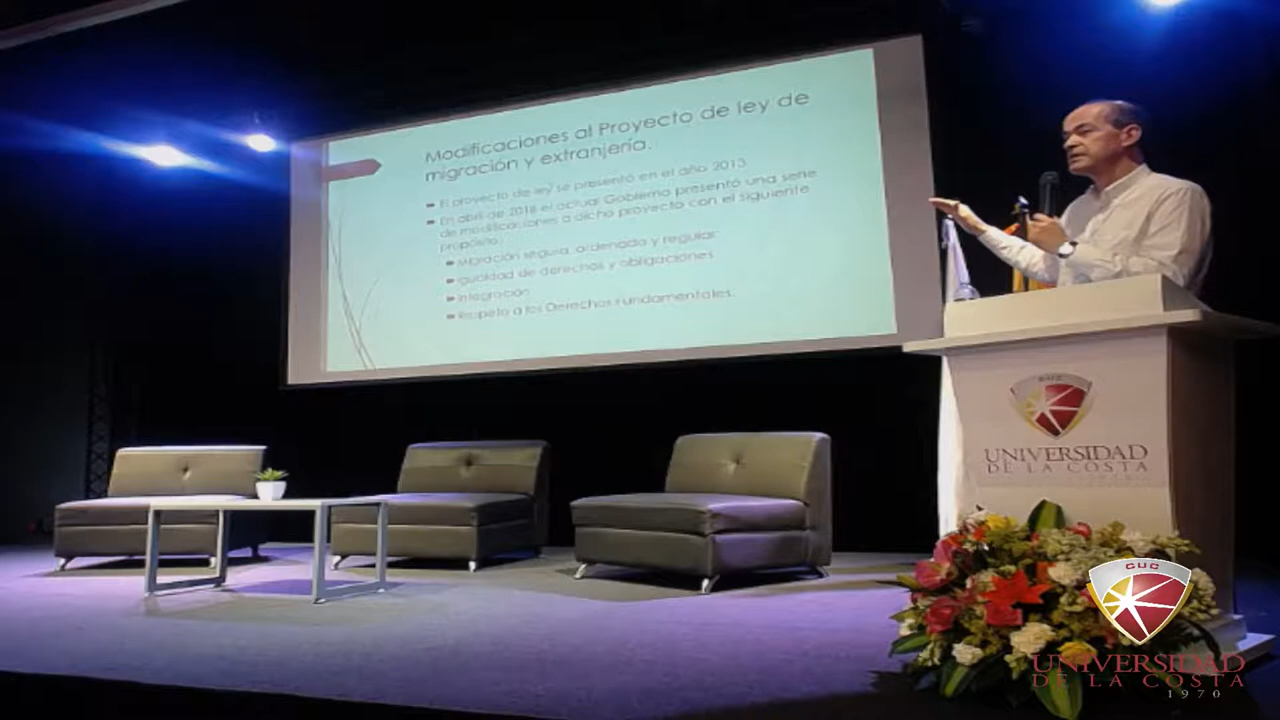 Modificaciones al Proyecto de ley de
migración y extranjería.
El proyecto de ley se presentó en el año 2013
En abril de 2018 el actual Gobierno presentó una serie
de modificaciones a dicho proyecto con el siguiente
propósito:
Migración segura, ordenada y regular
Igualdad de derechos y obligaciones
Integración
Respeto a los Derechos Fundamentales.
CUC
UNIVERSIDAD
DE LA COSTA
CUC
UNIVERSIDAD
DE LA COSTA
1970